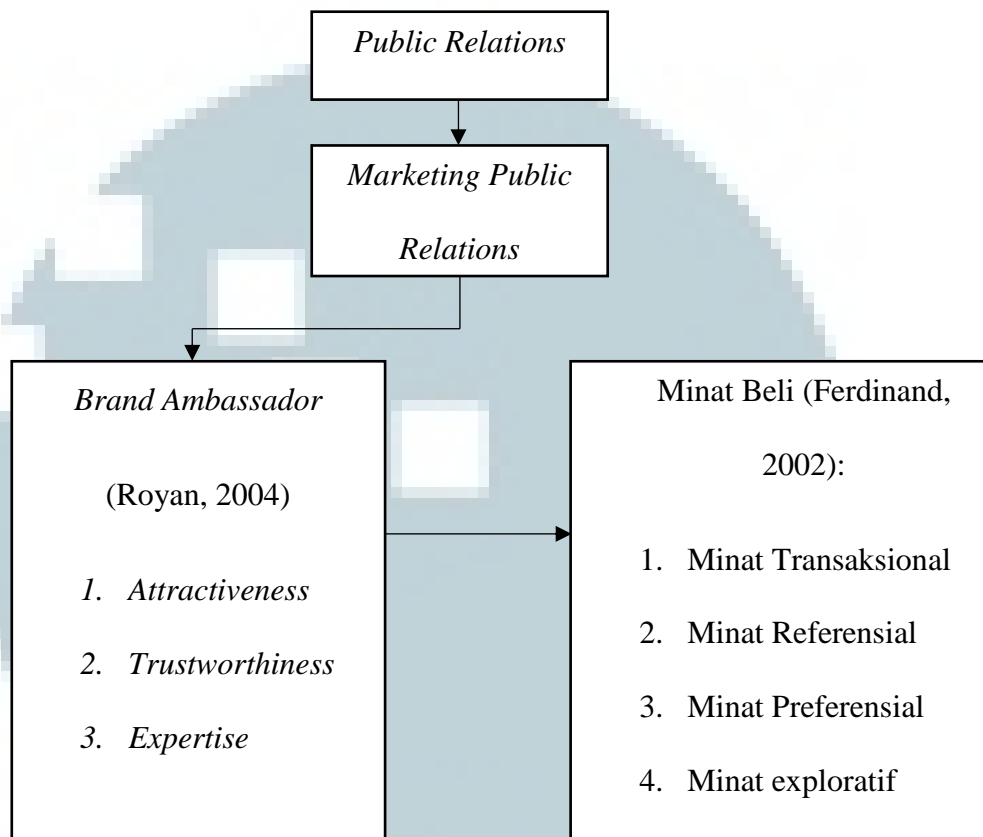 Public Relations
Marketing Public
Relations
Brand Ambassador
(Royan, 2004)
1. Attractiveness
2. Trustworthiness
3. Expertise
Minat Beli (Ferdinand,
2002):
1. Minat Transaksional
2. Minat Referensial
3. Minat Preferensial
4. Minat exploratif